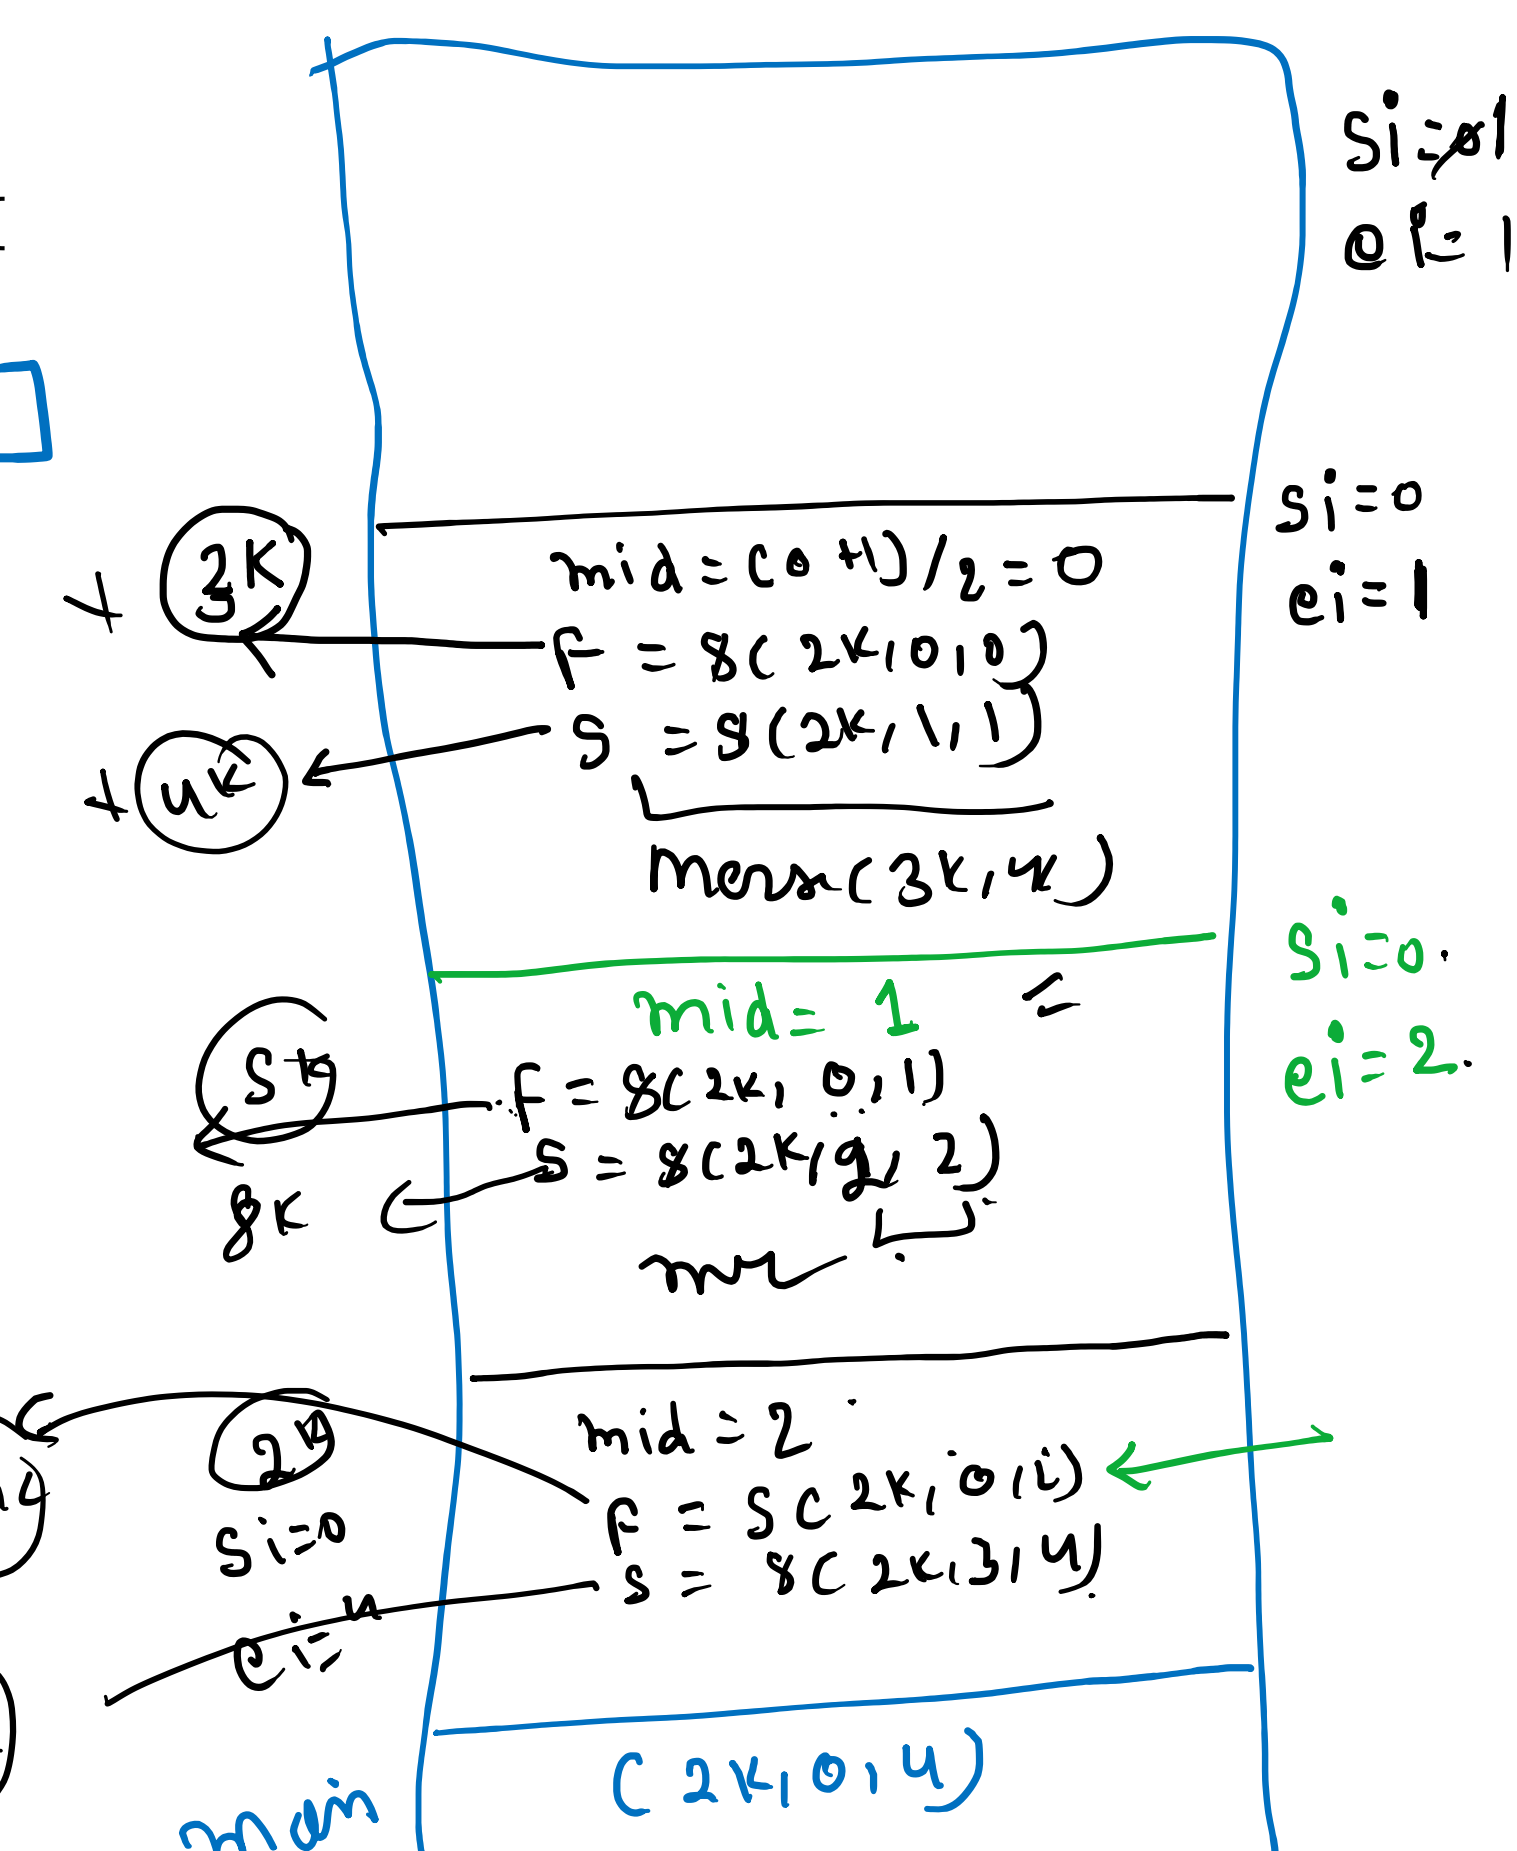 si=01
ei=1
si=0
ei=1
3K
mid=(0+1)/2=0
F = S(2K,0,0)
S = S(2K,1,1)
4K
(3K,4K)
si=0
ei=2
mid= 1
5K
F = S(2K, 0,1)
S = S(2K, 2, 2)
8K
mid=2
2K
F = S(2K, 0,2)
si=0
S = S(2K,3,4)
ei=4
(2K,0,4)
main